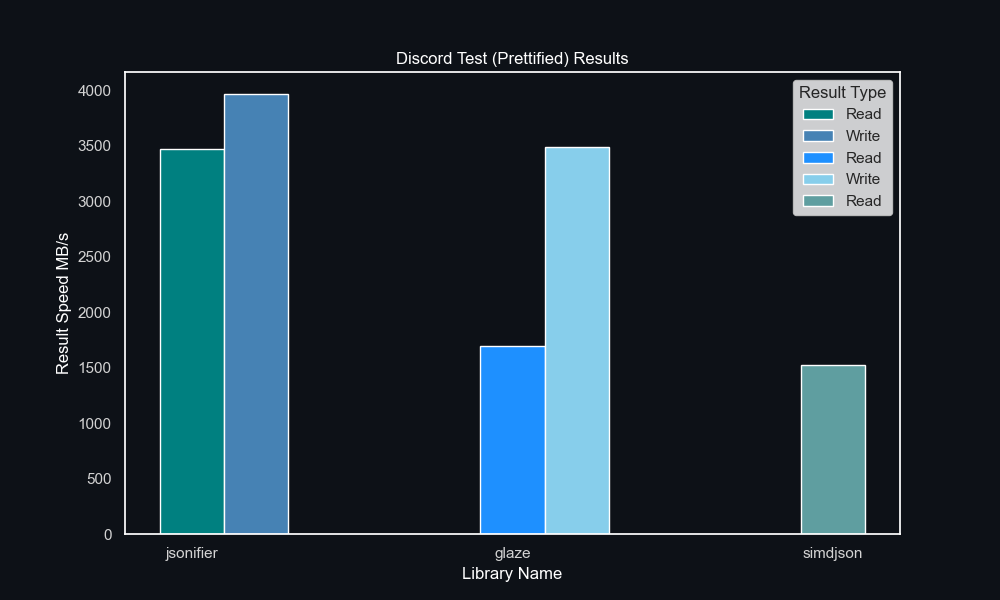 Discord Test (Prettified) Results
Result Type
Read
Write
Read
Write
Read
Result Speed MB/s
4000
3500
3000
2500
2000
1500
1000
500
0
jsonifier
glaze
simdjson
Library Name